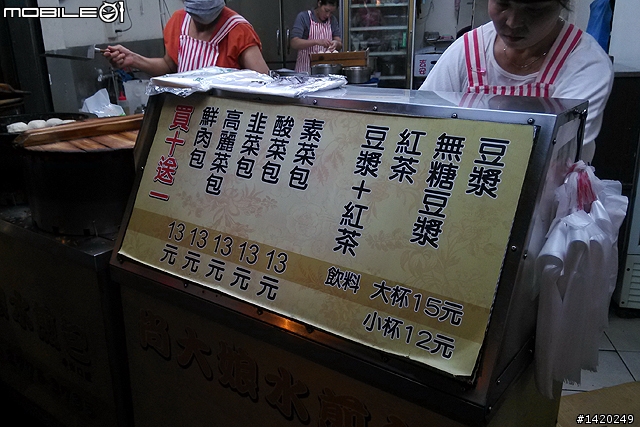 MOBILE01
豆漿
無糖豆漿
紅茶
豆漿+紅茶
飲料 大杯15元
小杯12元
素菜包 13元
酸菜包 13元
韭菜包 13元
高麗菜包 13元
鮮肉包 13元
買十送一
#1420249